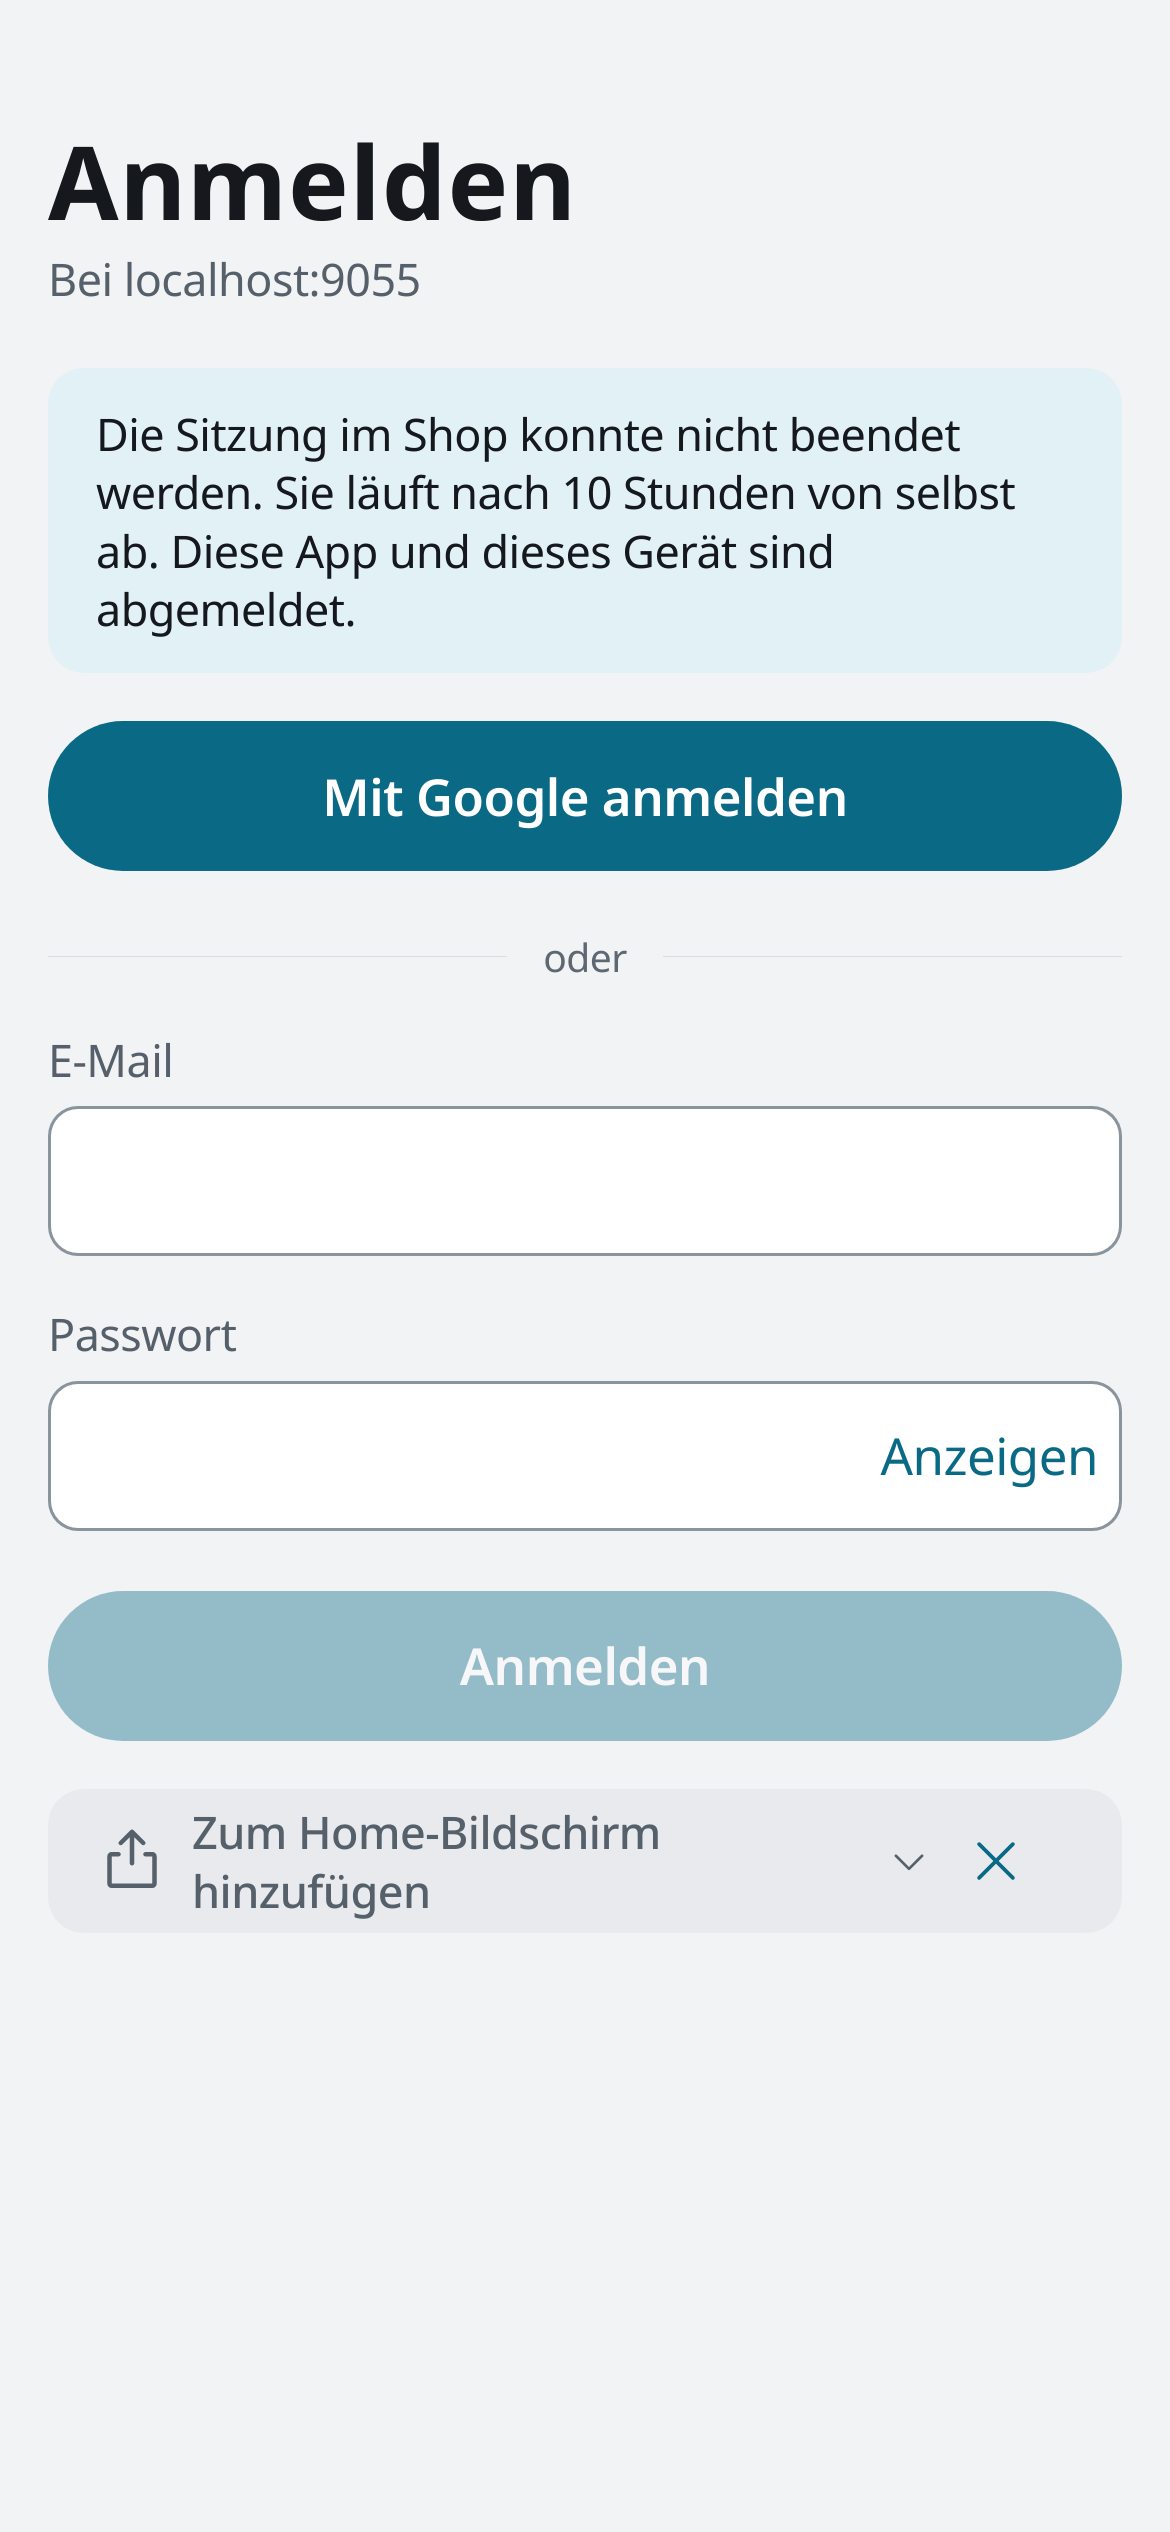 Anmelden
Bei localhost:9055
Die Sitzung im Shop konnte nicht beendet
werden. Sie läuft nach 10 Stunden von selbst
ab. Diese App und dieses Gerät sind
abgemeldet.
Mit Google anmelden
oder
E-Mail
Passwort
Anzeigen
Anmelden
Zum Home-Bildschirm
hinzufügen